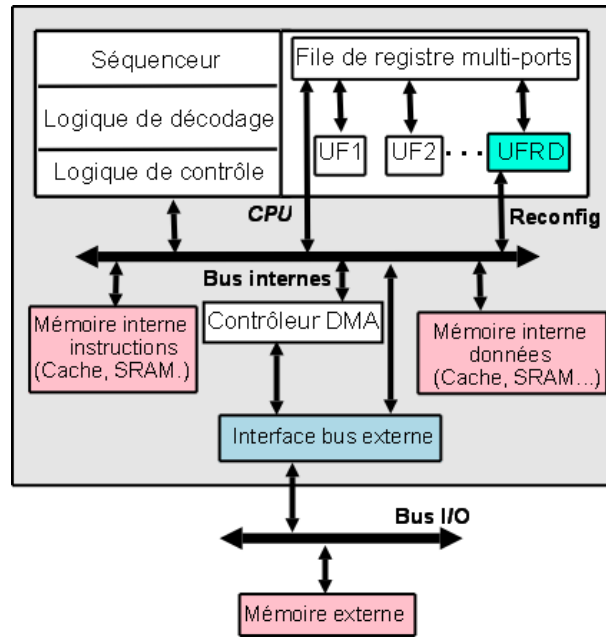 Séquenceur
Logique de décodage
Logique de contrôle
File de registre multi-ports
UF1
UF2
...
UFRD
CPU
Reconfig
Bus internes
Mémoire interne
instructions
(Cache, SRAM.)
Contrôleur DMA
Mémoire interne
données
(Cache, SRAM...)
Interface bus externe
Bus I/O
Mémoire externe